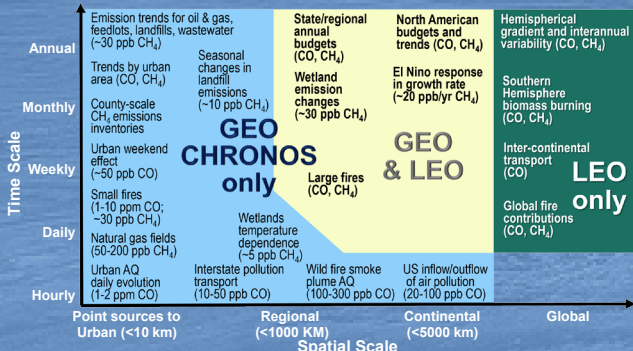 Time Scale
Annual
Monthly
Weekly
Daily
Hourly
Emission trends for oil & gas,
feedlots, landfills, wastewater
(~30 ppb CH₄)
Trends by urban
area (CO, CH₄)
County-scale
CH₄ emissions
inventories
Urban weekend
effect
(~50 ppb CO)
Small fires
(1-10 ppm CO;
~30 ppb CH₄)
Natural gas fields
(50-200 ppb CH₄)
Urban AQ
daily evolution
(1-2 ppm CO)
Seasonal
changes in
landfill
emissions
(~10 ppb CH₄)
GEO
CHRONOS
only
Wetlands
temperature
dependence
(~5 ppb CH₄)
Interstate pollution
transport
(10-50 ppb CO)
State/regional
annual
budgets
(CO, CH₄)
Wetland
emission
changes
(~30 ppb CH₄)
Large fires
(CO, CH₄)
Wild fire smoke
plume AQ
(100-300 ppb CO)
North American
budgets and
trends (CO, CH₄)
El Nino response
in growth rate
(~20 ppb/yr CH₄)
GEO
& LEO
US inflow/outflow
of air pollution
(20-100 ppb CO)
Hemispherical
gradient and interannual
variability (CO, CH₄)
Southern
Hemisphere
biomass burning
(CO, CH₄)
Inter-continental
transport
(CO)
LEO
only
Global fire
contributions
(CO, CH₄)
Point sources to
Urban (<10 km)
Regional
(<1000 KM)
Continental
(<5000 km)
Global
Spatial Scale